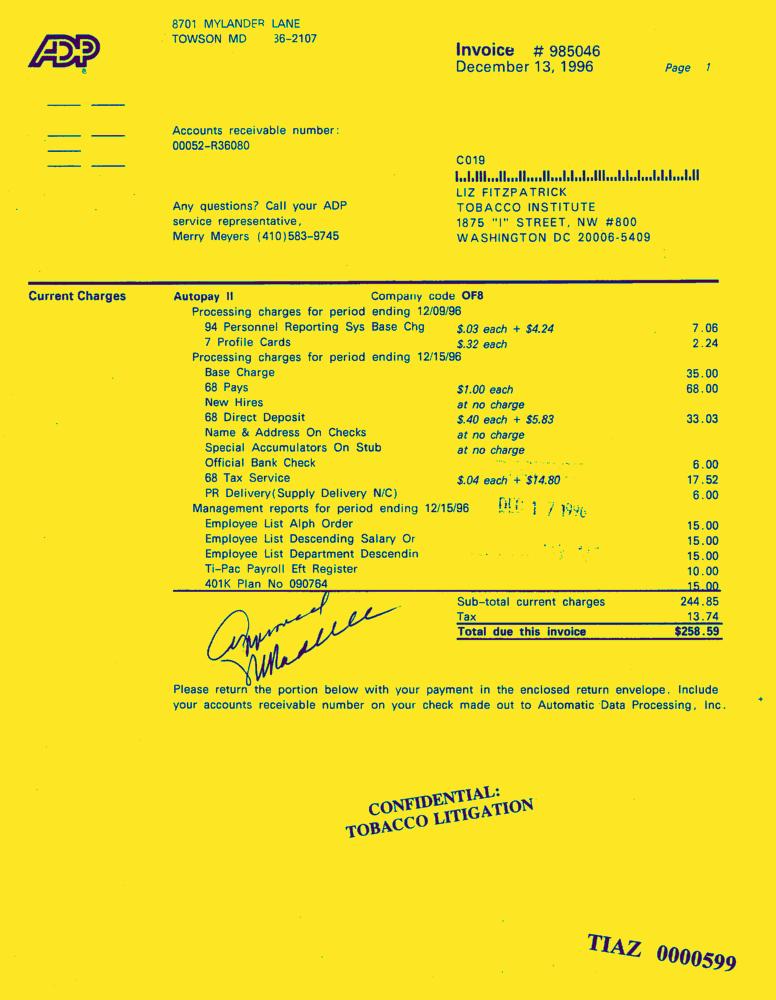 ADP
8701 MYLANDER LANE
TOWSON MD 36-2107
Invoice # 985046
December 13, 1996 Page 1
Accounts receivable number:
00052-R36080
C019
LIZ FITZPATRICK
TOBACCO INSTITUTE
1875 "I" STREET, NW #800
WASHINGTON DC 20006-5409
Any questions? Call your ADP
service representative,
Merry Meyers (410)583-9745
Current Charges Autopay II Company code OF8
Processing charges for period ending 12/09/96
94 Personnel Reporting Sys Base Chg $.03 each + $4.24 7.06
7 Profile Cards $.32 each 2.24
Processing charges for period ending 12/15/96
Base Charge 35.00
68 Pays $1.00 each 68.00
New Hires at no charge
68 Direct Deposit $.40 each + $5.83 33.03
Name & Address On Checks at no charge
Special Accumulators On Stub at no charge
Official Bank Check 6.00
68 Tax Service $.04 each + $14.80 17.52
PR Delivery(Supply Delivery N/C) 6.00
Management reports for period ending 12/15/96 DEC 17 1996
Employee List Alph Order 15.00
Employee List Descending Salary Or 15.00
Employee List Department Descendin 15.00
Ti-Pac Payroll Eft Register 10.00
401K Plan No 090764 15.00
Sub-total current charges 244.85
Tax 13.74
Total due this invoice $258.59
Approved
Please return the portion below with your payment in the enclosed return envelope. Include
your accounts receivable number on your check made out to Automatic Data Processing, Inc.
CONFIDENTIAL:
TOBACCO LITIGATION
TIAZ 0000599